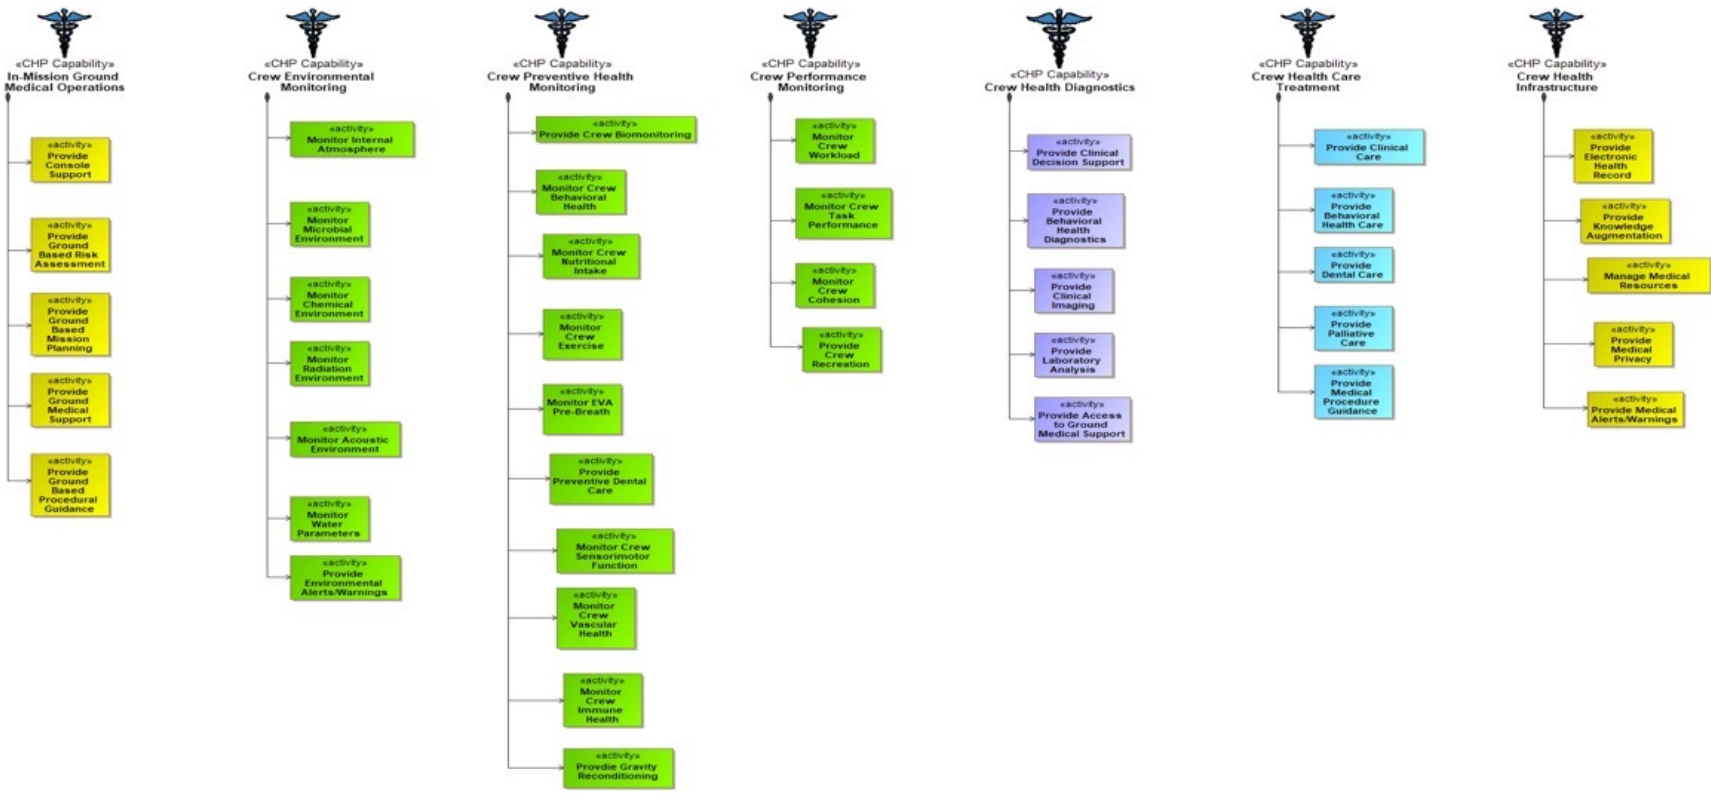 «CHP Capability»
In-Mission Ground
Medical Operations
«activity»
Provide
Console
Support
«activity»
Provide
Ground
Based Risk
Assessment
«activity»
Provide
Ground
Based
Mission
Planning
«activity»
Provide
Ground
Medical
Support
«activity»
Provide
Ground
Based
Procedural
Guidance
«CHP Capability»
Crew Environmental
Monitoring
«activity»
Monitor Internal
Atmosphere
«activity»
Monitor
Microbial
Environment
«activity»
Monitor
Chemical
Environment
«activity»
Monitor
Radiation
Environment
«activity»
Monitor Acoustic
Environment
«activity»
Monitor
Water
Parameters
«activity»
Provide
Environmental
Alerts/Warnings
«CHP Capability»
Crew Preventive Health
Monitoring
«activity»
Provide Crew Biomonitoring
«activity»
Monitor Crew
Behavioral
Health
«activity»
Monitor Crew
Nutritional
Intake
«activity»
Monitor
Crew
Exercise
«activity»
Monitor EVA
Pre-Breath
«activity»
Provide
Preventive Dental
Care
«activity»
Monitor Crew
Sensorimotor
Function
«activity»
Monitor
Crew
Vascular
Health
«activity»
Monitor
Crew
Immune
Health
«activity»
Provdie Gravity
Reconditioning
«CHP Capability»
Crew Performance
Monitoring
«activity»
Monitor
Crew
Workload
«activity»
Monitor Crew
Task
Performance
«activity»
Monitor
Crew
Cohesion
«activity»
Provide
Crew
Recreation
«CHP Capability»
Crew Health Diagnostics
«activity»
Provide Clinical
Decision Support
«activity»
Provide
Behavioral
Health
Diagnostics
«activity»
Provide
Clinical
Imaging
«activity»
Provide
Laboratory
Analysis
«activity»
Provide Access
to Ground
Medical Support
«CHP Capability»
Crew Health Care
Treatment
«activity»
Provide Clinical
Care
«activity»
Provide
Behavioral
Health Care
«activity»
Provide
Dental Care
«activity»
Provide
Palliative
Care
«activity»
Provide
Medical
Procedure
Guidance
«CHP Capability»
Crew Health
Infrastructure
«activity»
Provide
Electronic
Health
Record
«activity»
Provide
Knowledge
Augmentation
«activity»
Manage Medical
Resources
«activity»
Provide
Medical
Privacy
«activity»
Provide Medical
Alerts/Warnings